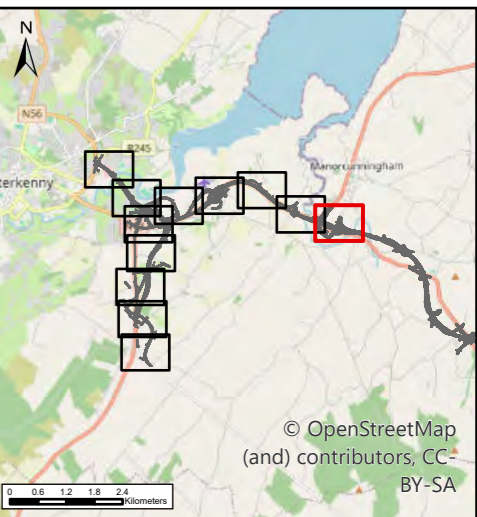 N
N56
R245
Manorcunningham
terkenny
© OpenStreetMap
(and) contributors, CC-
BY-SA
0 0.6 1.2 1.8 2.4
Kilometers